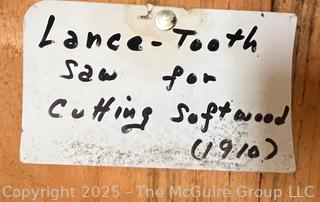 Lance-Tooth
Saw for
Cutting Softwood
(1910)
Copyright 2025 - The McGuire Group LLC